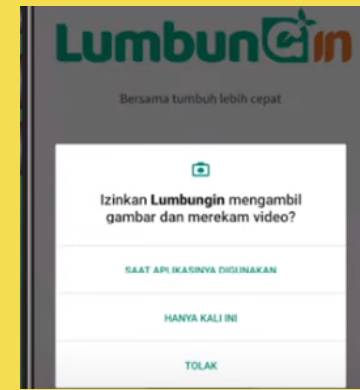 LumbunGin
Bersama tumbuh lebih cepat
Izinkan Lumbungin mengambil
gambar dan merekam video?
SAAT APLIKASINYA DIGUNAKAN
HANYA KALI INI
TOLAK